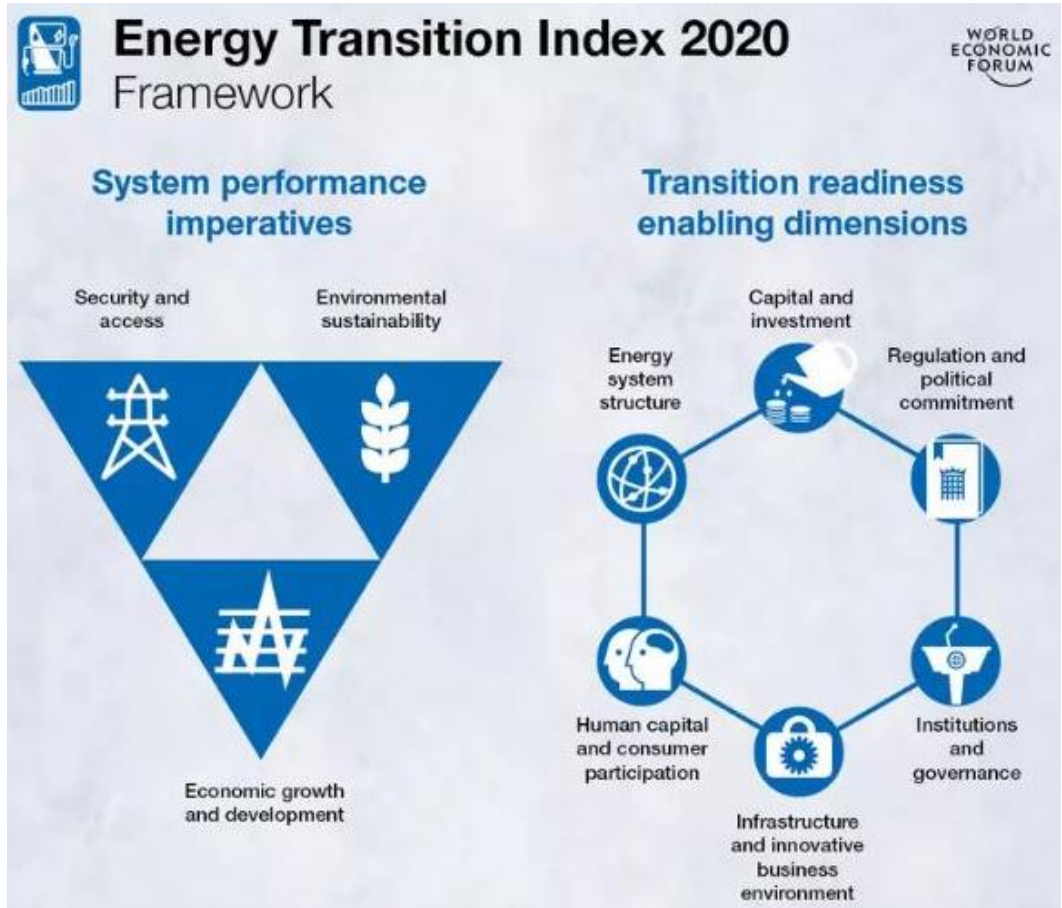 Energy Transition Index 2020
Framework
WORLD
ECONOMIC
FORUM
System performance
imperatives
Security and
access
Environmental
sustainability
Economic growth
and development
Transition readiness
enabling dimensions
Capital and
investment
Energy
system
structure
Regulation and
political
commitment
Human capital
and consumer
participation
Institutions
and
governance
Infrastructure
and innovative
business
environment